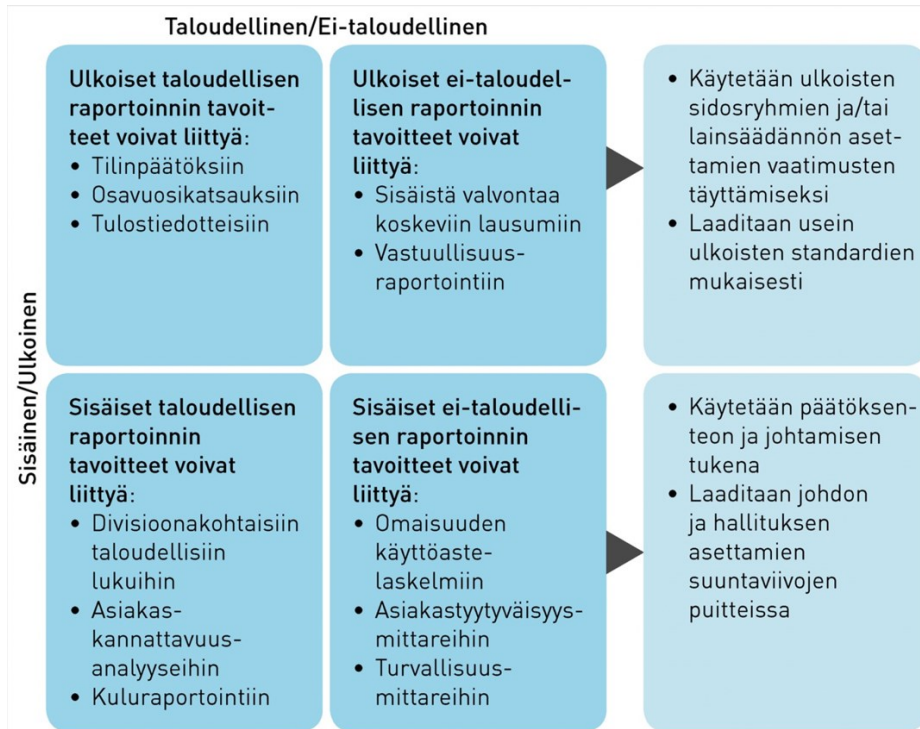 Taloudellinen/Ei-taloudellinen
Sisäinen/Ulkoinen
Ulkoiset taloudellisen
raportoinnin tavoit-
teet voivat liittyä:
• Tilinpäätöksiin
• Osavuosikatsauksiin
• Tulostiedotteisiin
Ulkoiset ei-taloudel-
lisen raportoinnin
tavoitteet voivat
liittyä:
• Sisäistä valvontaa
koskeviin lausumiin
• Vastuullisuus-
raportointiin
• Käytetään ulkoisten
sidosryhmien ja/tai
lainsäädännön aset-
tamien vaatimusten
täyttämiseksi
• Laaditaan usein
ulkoisten standardien
mukaisesti
Sisäiset taloudellisen
raportoinnin
tavoitteet voivat
liittyä:
• Divisioonakohtaisiin
taloudellisiin
lukuihin
• Asiakas-
kannattavuus-
analyyseihin
• Kuluraportointiin
Sisäiset ei-taloudelli-
sen raportoinnin
tavoitteet voivat
liittyä:
• Omaisuuden
käyttöaste-
laskelmiin
• Asiakastyytyväisyys-
mittareihin
• Turvallisuus-
mittareihin
• Käytetään päätöksen-
teon ja johtamisen
tukena
• Laaditaan johdon
ja hallituksen
asettamien
suuntaviivojen
puitteissa